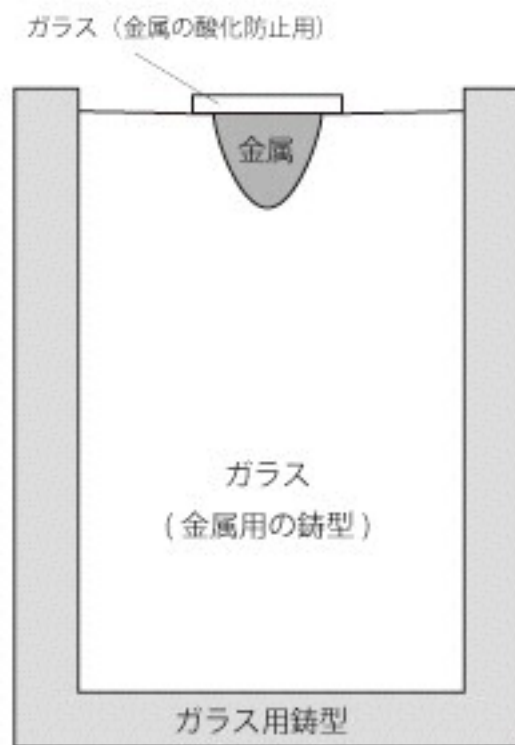 ガラス（金属の酸化防止用）
金属
ガラス
( 金属用の鋳型 )
ガラス用鋳型